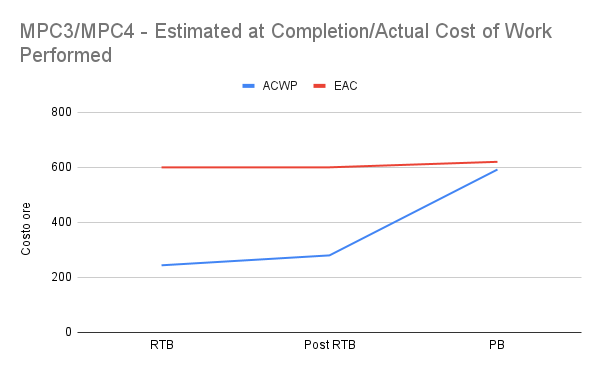 MPC3/MPC4 - Estimated at Completion/Actual Cost of Work
Performed
ACWP EAC
800
600
400
200
0
Costo ore
RTB Post RTB PB